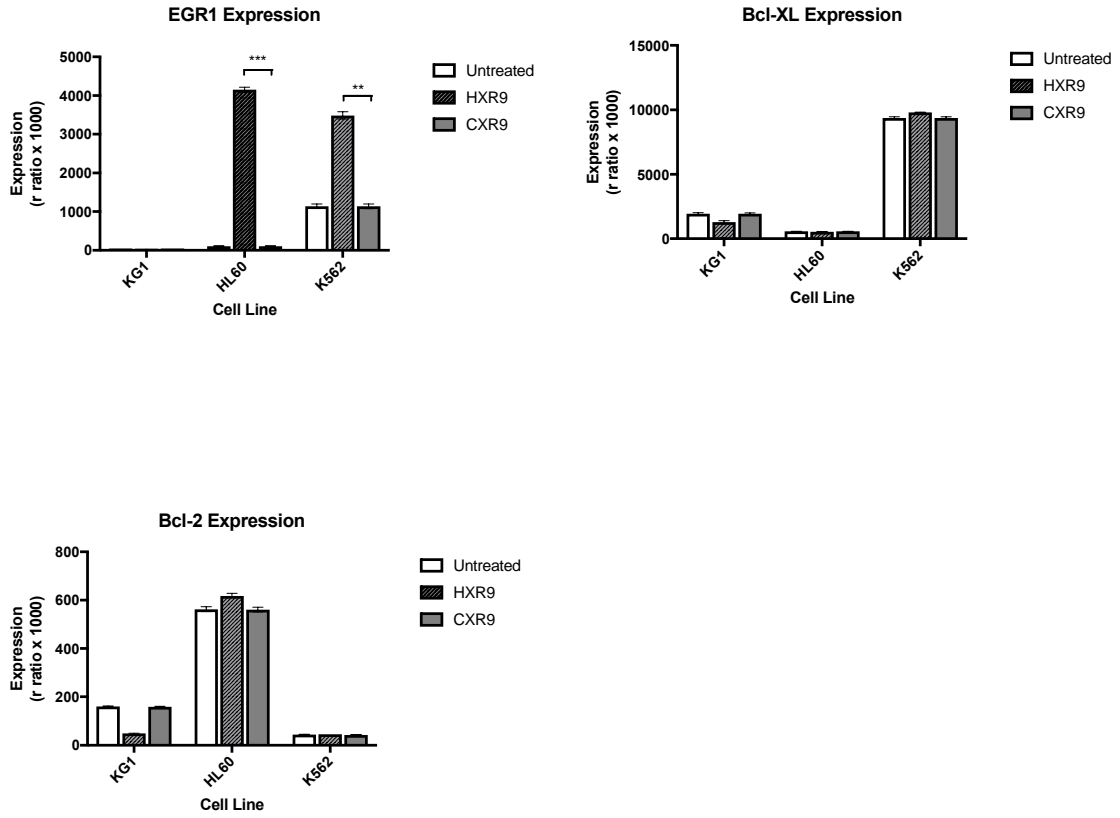 EGR1 Expression
5000
4000
3000
2000
1000
0
Expression
(r ratio x 1000)
***
**
KG1
HL60
K562
Cell Line
Untreated
HXR9
CXR9
Bcl-XL Expression
15000
10000
5000
0
Expression
(r ratio x 1000)
KG1
HL60
K562
Cell Line
Untreated
HXR9
CXR9
Bcl-2 Expression
800
600
400
200
0
Expression
(r ratio x 1000)
KG1
HL60
K562
Cell Line
Untreated
HXR9
CXR9